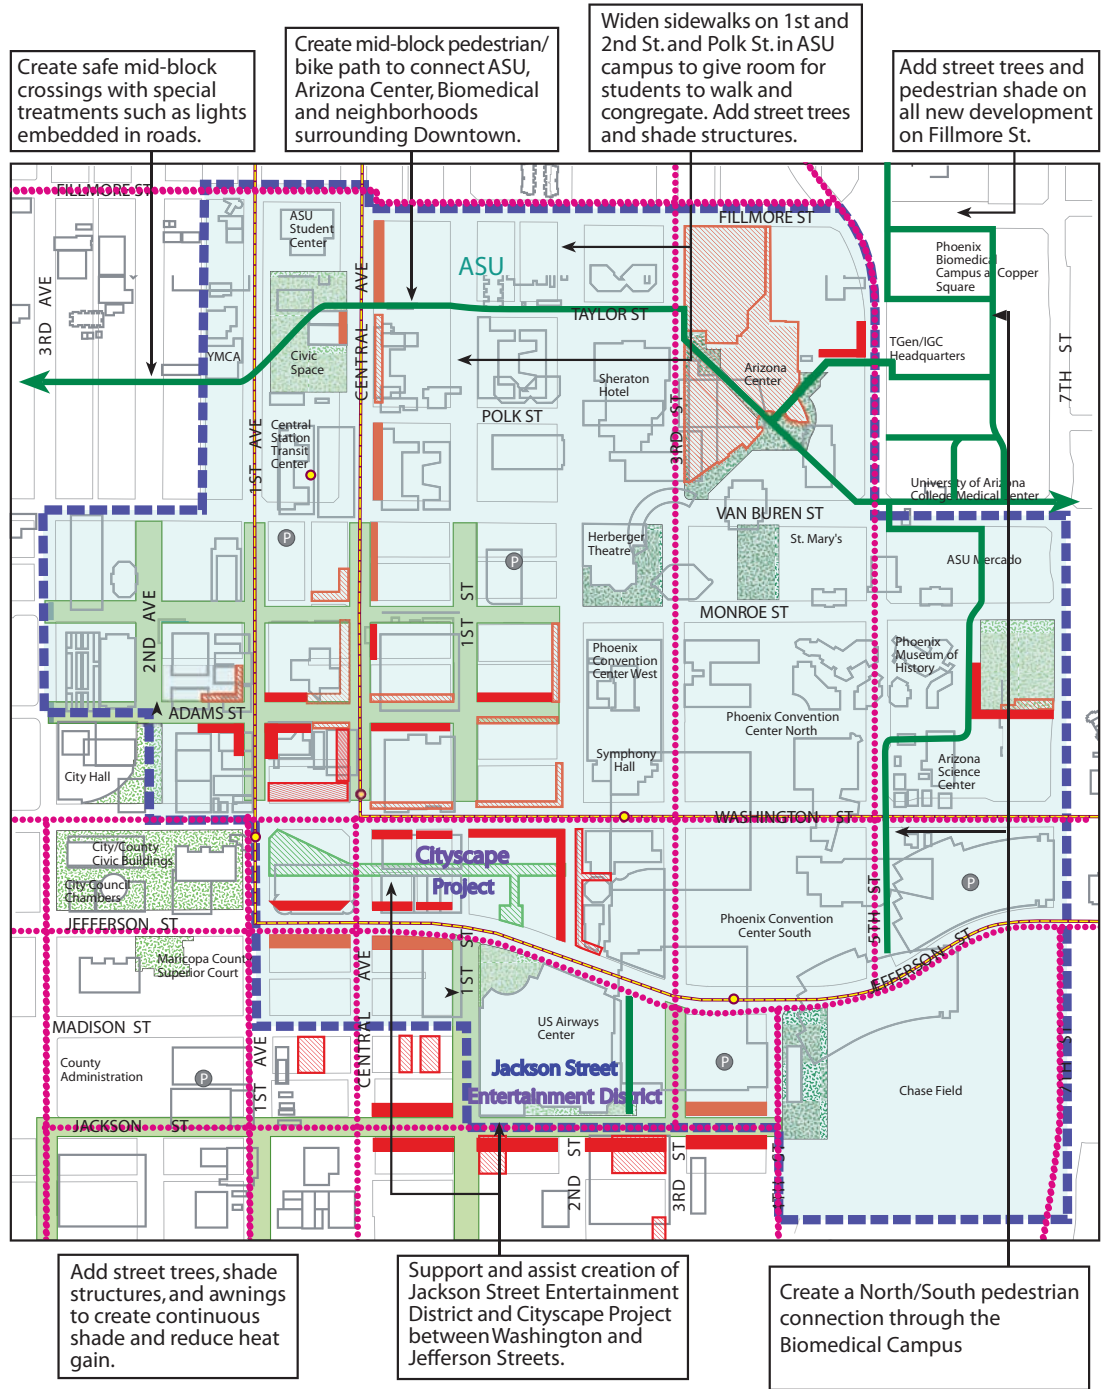 Create safe mid-block
crossings with special
treatments such as lights
embedded in roads.
Create mid-block pedestrian/
bike path to connect ASU,
Arizona Center, Biomedical
and neighborhoods
surrounding Downtown.
Widen sidewalks on 1st and
2nd St. and Polk St. in ASU
campus to give room for
students to walk and
congregate. Add street trees
and shade structures.
Add street trees and
pedestrian shade on
all new development
on Fillmore St.
FILLMORE ST
FILLMORE ST
ASU
Student
Center
ASU
Phoenix
Biomedical
Campus at Copper
Square
3RD AVE
CENTRAL AVE
TAYLOR ST
7TH ST
YMCA
Civic
Space
Sheraton
Hotel
Arizona
Center
TGen/IGC
Headquarters
1ST AVE
Central
Station
Transit
Center
POLK ST
3RD ST
University of Arizona
College Medical Center
VAN BUREN ST
P
P
Herberger
Theatre
St. Mary's
ASU Mercado
2ND AVE
1ST ST
MONROE ST
Phoenix
Convention
Center West
Phoenix
Museum of
History
ADAMS ST
Phoenix Convention
Center North
City Hall
Symphony
Hall
Arizona
Science
Center
WASHINGTON ST
City/County
Civic Buildings
City Council
Chambers
Cityscape
Project
P
JEFFERSON ST
Phoenix Convention
Center South
5TH ST
JEFFERSON ST
Maricopa County
Superior Court
1ST ST
MADISON ST
US Airways
Center
County
Administration
P
1ST AVE
CENTRAL AVE
Jackson Street
Entertainment District
P
Chase Field
7TH ST
JACKSON ST
2ND ST
3RD ST
4TH ST
Add street trees, shade
structures, and awnings
to create continuous
shade and reduce heat
gain.
Support and assist creation of
Jackson Street Entertainment
District and Cityscape Project
between Washington and
Jefferson Streets.
Create a North/South pedestrian
connection through the
Biomedical Campus